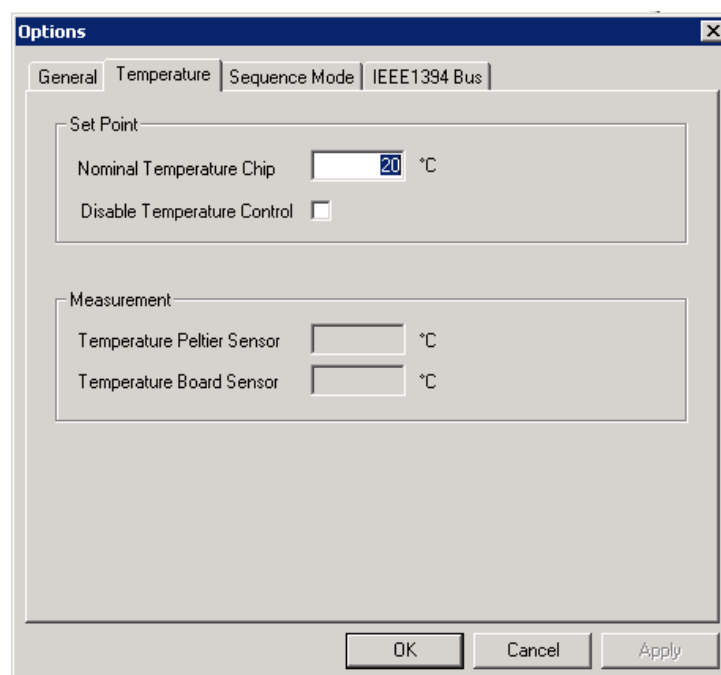 Options
General Temperature Sequence Mode IEEE1394 Bus
Set Point
Nominal Temperature Chip 20 °C
Disable Temperature Control
Measurement
Temperature Peltier Sensor °C
Temperature Board Sensor °C
OK Cancel Apply